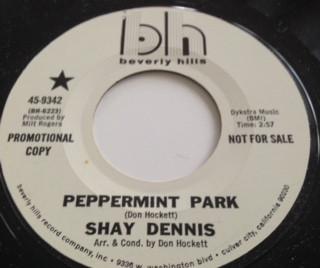 bh
beverly hills
45-9342
(BH-6223)
Produced by
Milt Rogers
PROMOTIONAL
COPY
Dykstra Music
(BMI)
Time: 2:57
NOT FOR SALE
PEPPERMINT PARK
(Don Hockett)
SHAY DENNIS
Arr. & Cond. by Don Hockett
beverly hills record company, inc. • 9336 w. washington blvd. • culver city, california 90230